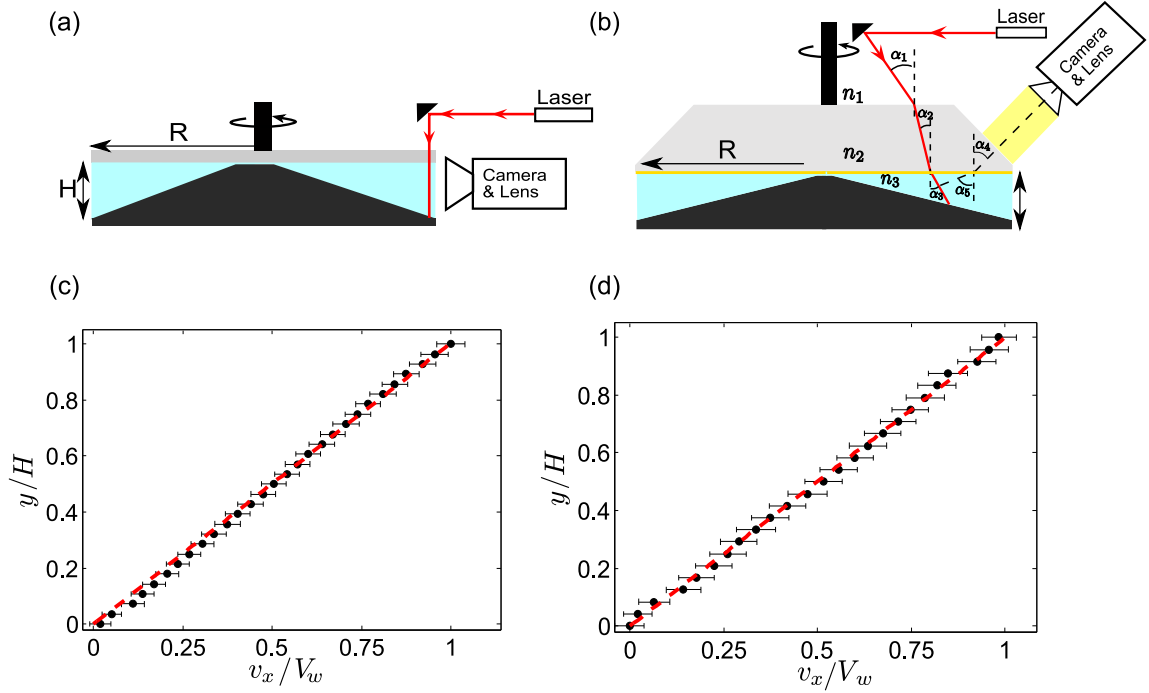 (a)
Laser
R
H
Camera
& Lens
(b)
Laser
Camera
& Lens
α₁
n₁
α₂
α₄
R
n₂
n₃
α₃
α₅
(c)
1
0.8
0.6
0.4
0.2
0
y/H
0
0.25
0.5
0.75
1
vₓ/V_w
(d)
1
0.8
0.6
0.4
0.2
0
y/H
0
0.25
0.5
0.75
1
vₓ/V_w